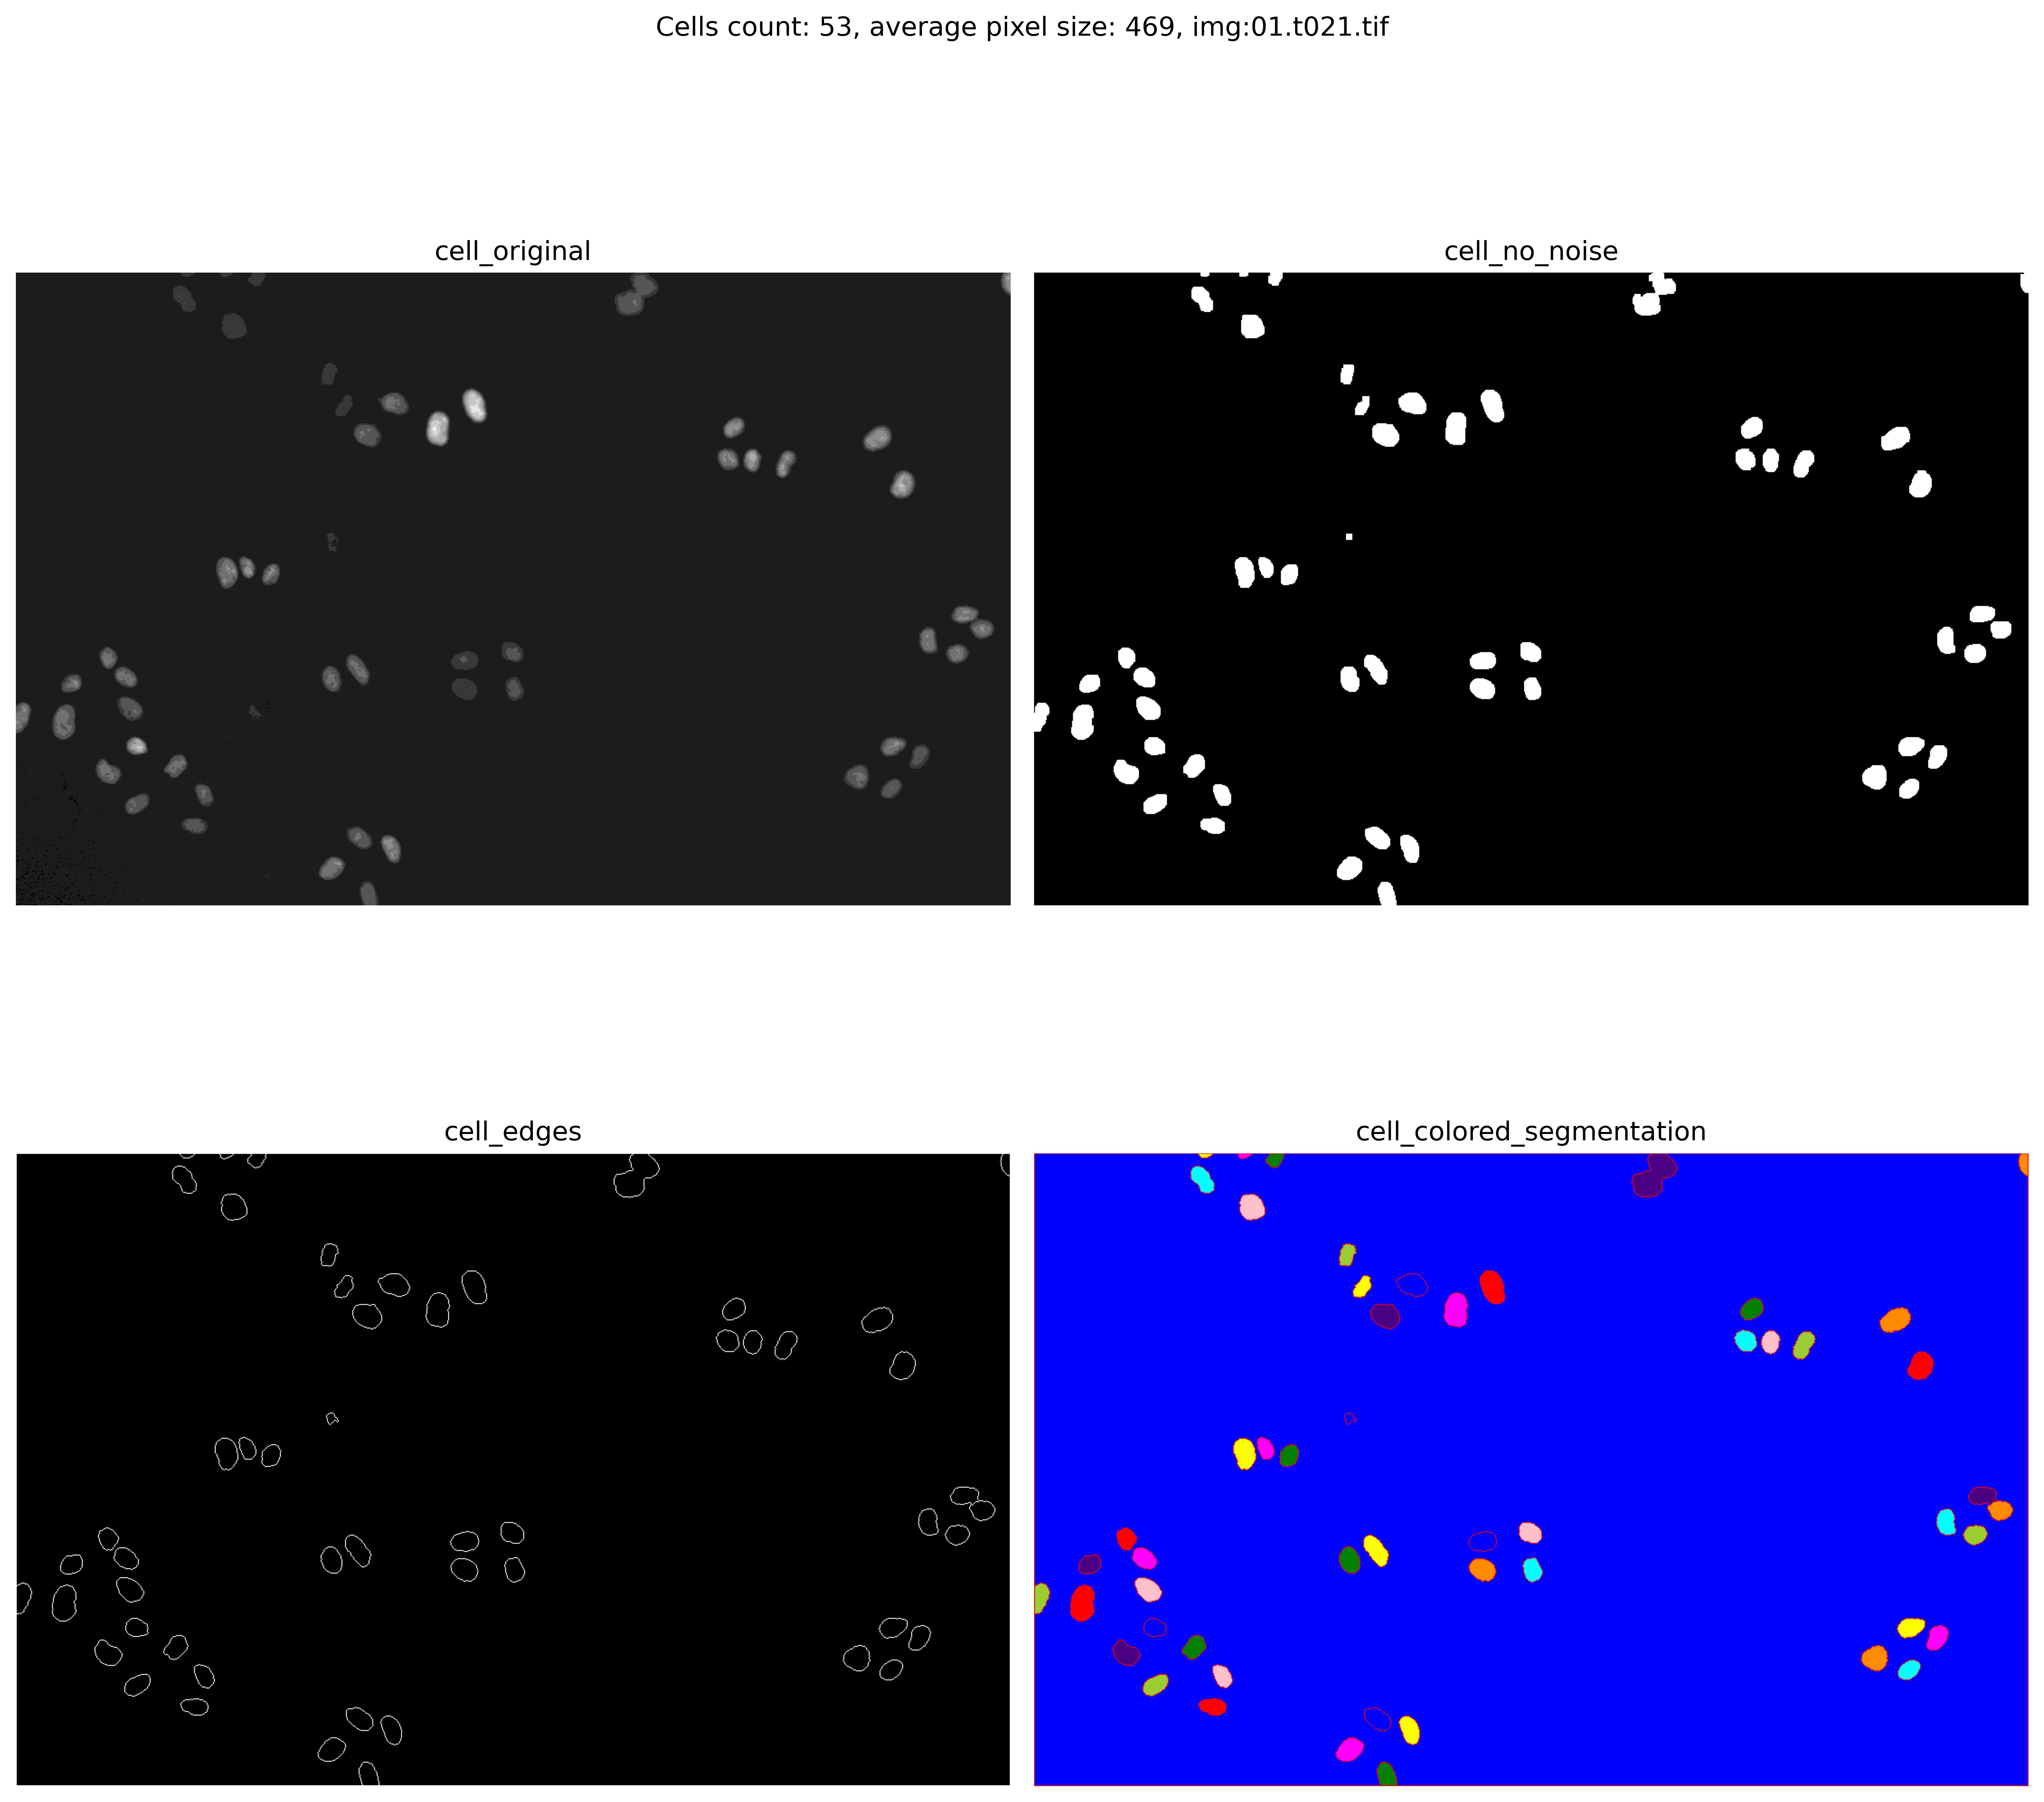 Cells count: 53, average pixel size: 469, img:01.t021.tif
cell_original
cell_no_noise
cell_edges
cell_colored_segmentation